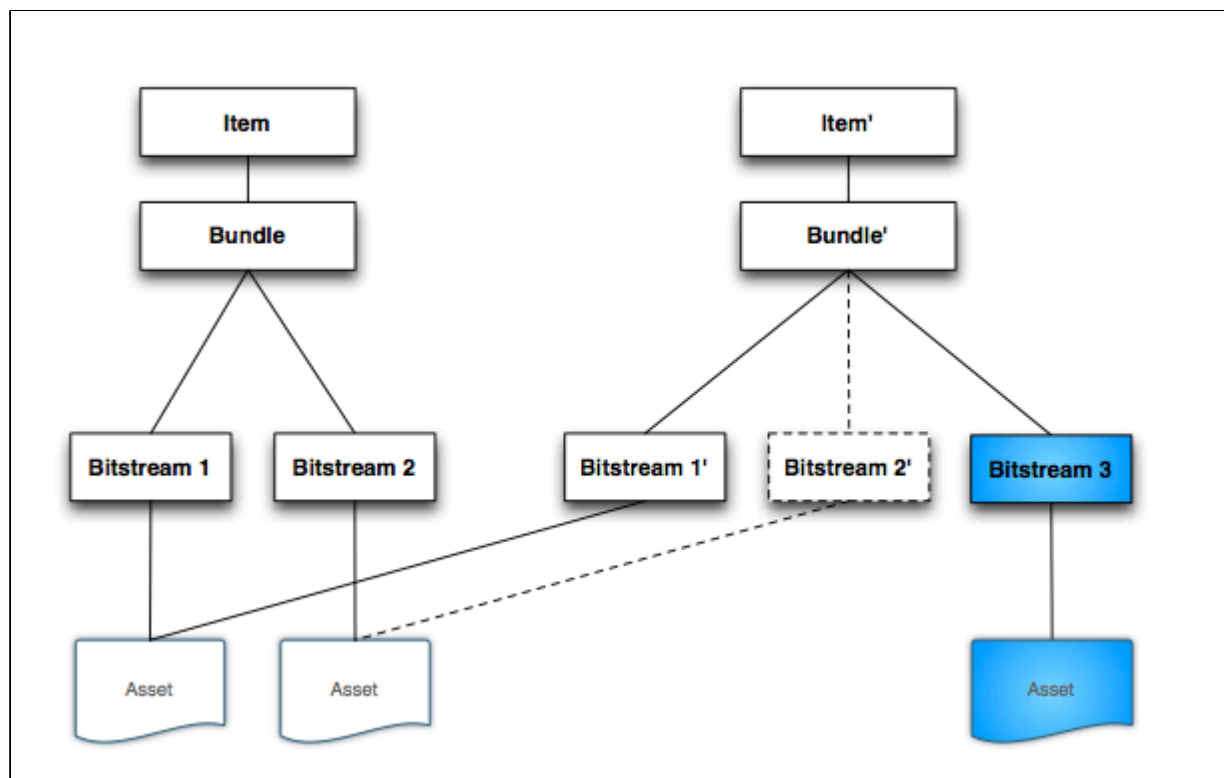 Item
Item'
Bundle
Bundle'
Bitstream 1
Bitstream 2
Bitstream 1'
Bitstream 2'
Bitstream 3
Asset
Asset
Asset